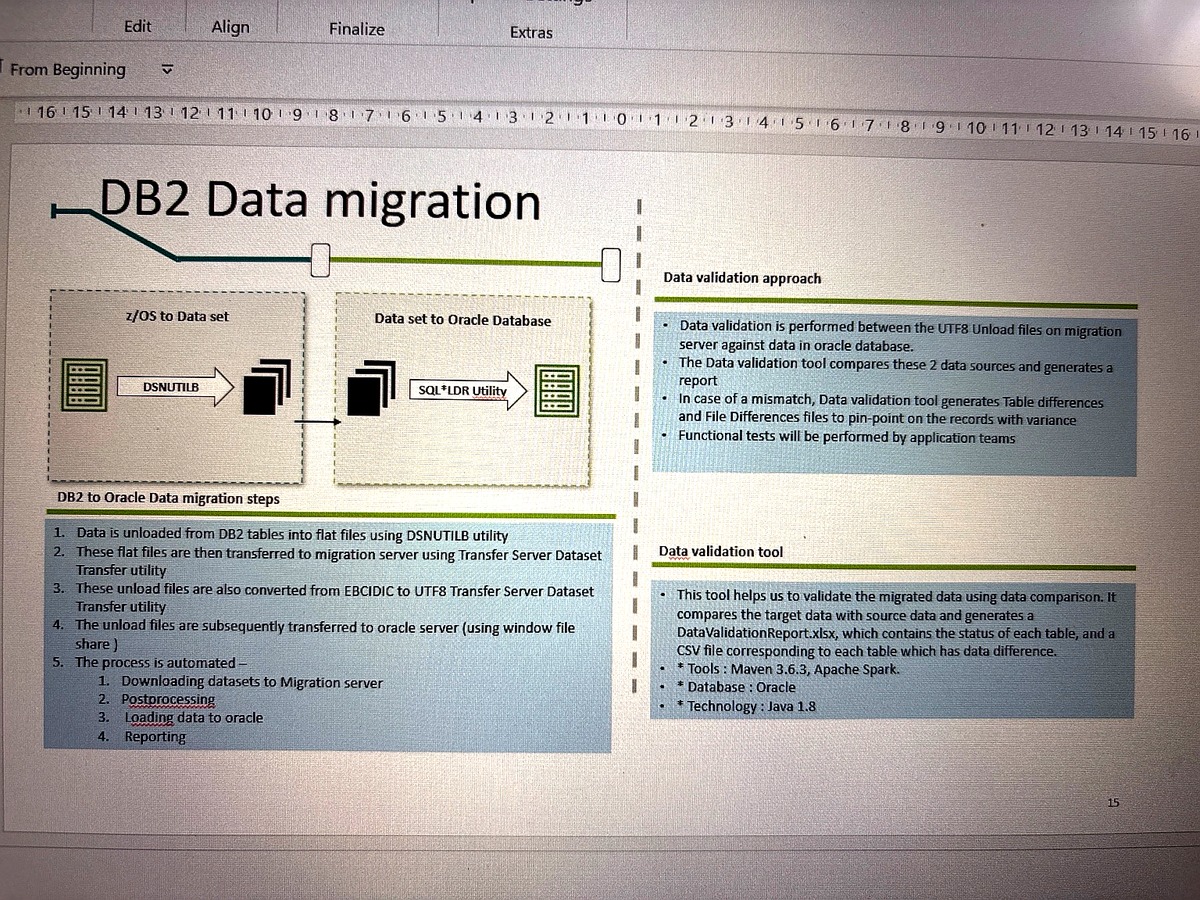 Edit
Align
Finalize
Extras
From Beginning
16 15 14 13 12 11 10 9 8 7 6 5 4 3 2 1 0 1 2 3 4 5 6 7 8 9 10 11 12 13 14 15 16
DB2 Data migration
z/OS to Data set
DSNUTILB
Data set to Oracle Database
SQL*LDR Utility
DB2 to Oracle Data migration steps
1. Data is unloaded from DB2 tables into flat files using DSNUTILB utility
2. These flat files are then transferred to migration server using Transfer Server Dataset
Transfer utility
3. These unload files are also converted from EBCIDIC to UTF8 Transfer Server Dataset
Transfer utility
4. The unload files are subsequently transferred to oracle server (using window file
share )
5. The process is automated –
1. Downloading datasets to Migration server
2. Postprocessing
3. Loading data to oracle
4. Reporting
Data validation approach
• Data validation is performed between the UTF8 Unload files on migration
server against data in oracle database.
• The Data validation tool compares these 2 data sources and generates a
report
• In case of a mismatch, Data validation tool generates Table differences
and File Differences files to pin-point on the records with variance
• Functional tests will be performed by application teams
Data validation tool
• This tool helps us to validate the migrated data using data comparison. It
compares the target data with source data and generates a
DataValidationReport.xlsx, which contains the status of each table, and a
CSV file corresponding to each table which has data difference.
• * Tools : Maven 3.6.3, Apache Spark.
• * Database : Oracle
• * Technology : Java 1.8
15